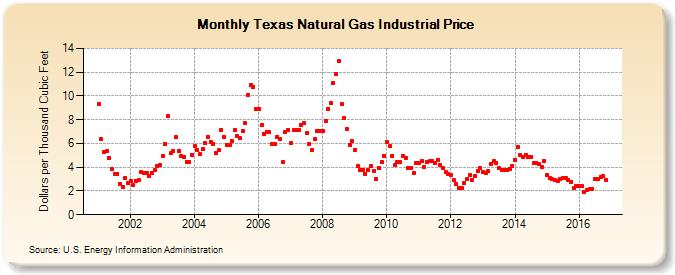 Monthly Texas Natural Gas Industrial Price
Dollars per Thousand Cubic Feet
14
12
10
8
6
4
2
0
2002 2004 2006 2008 2010 2012 2014 2016
Source: U.S. Energy Information Administration